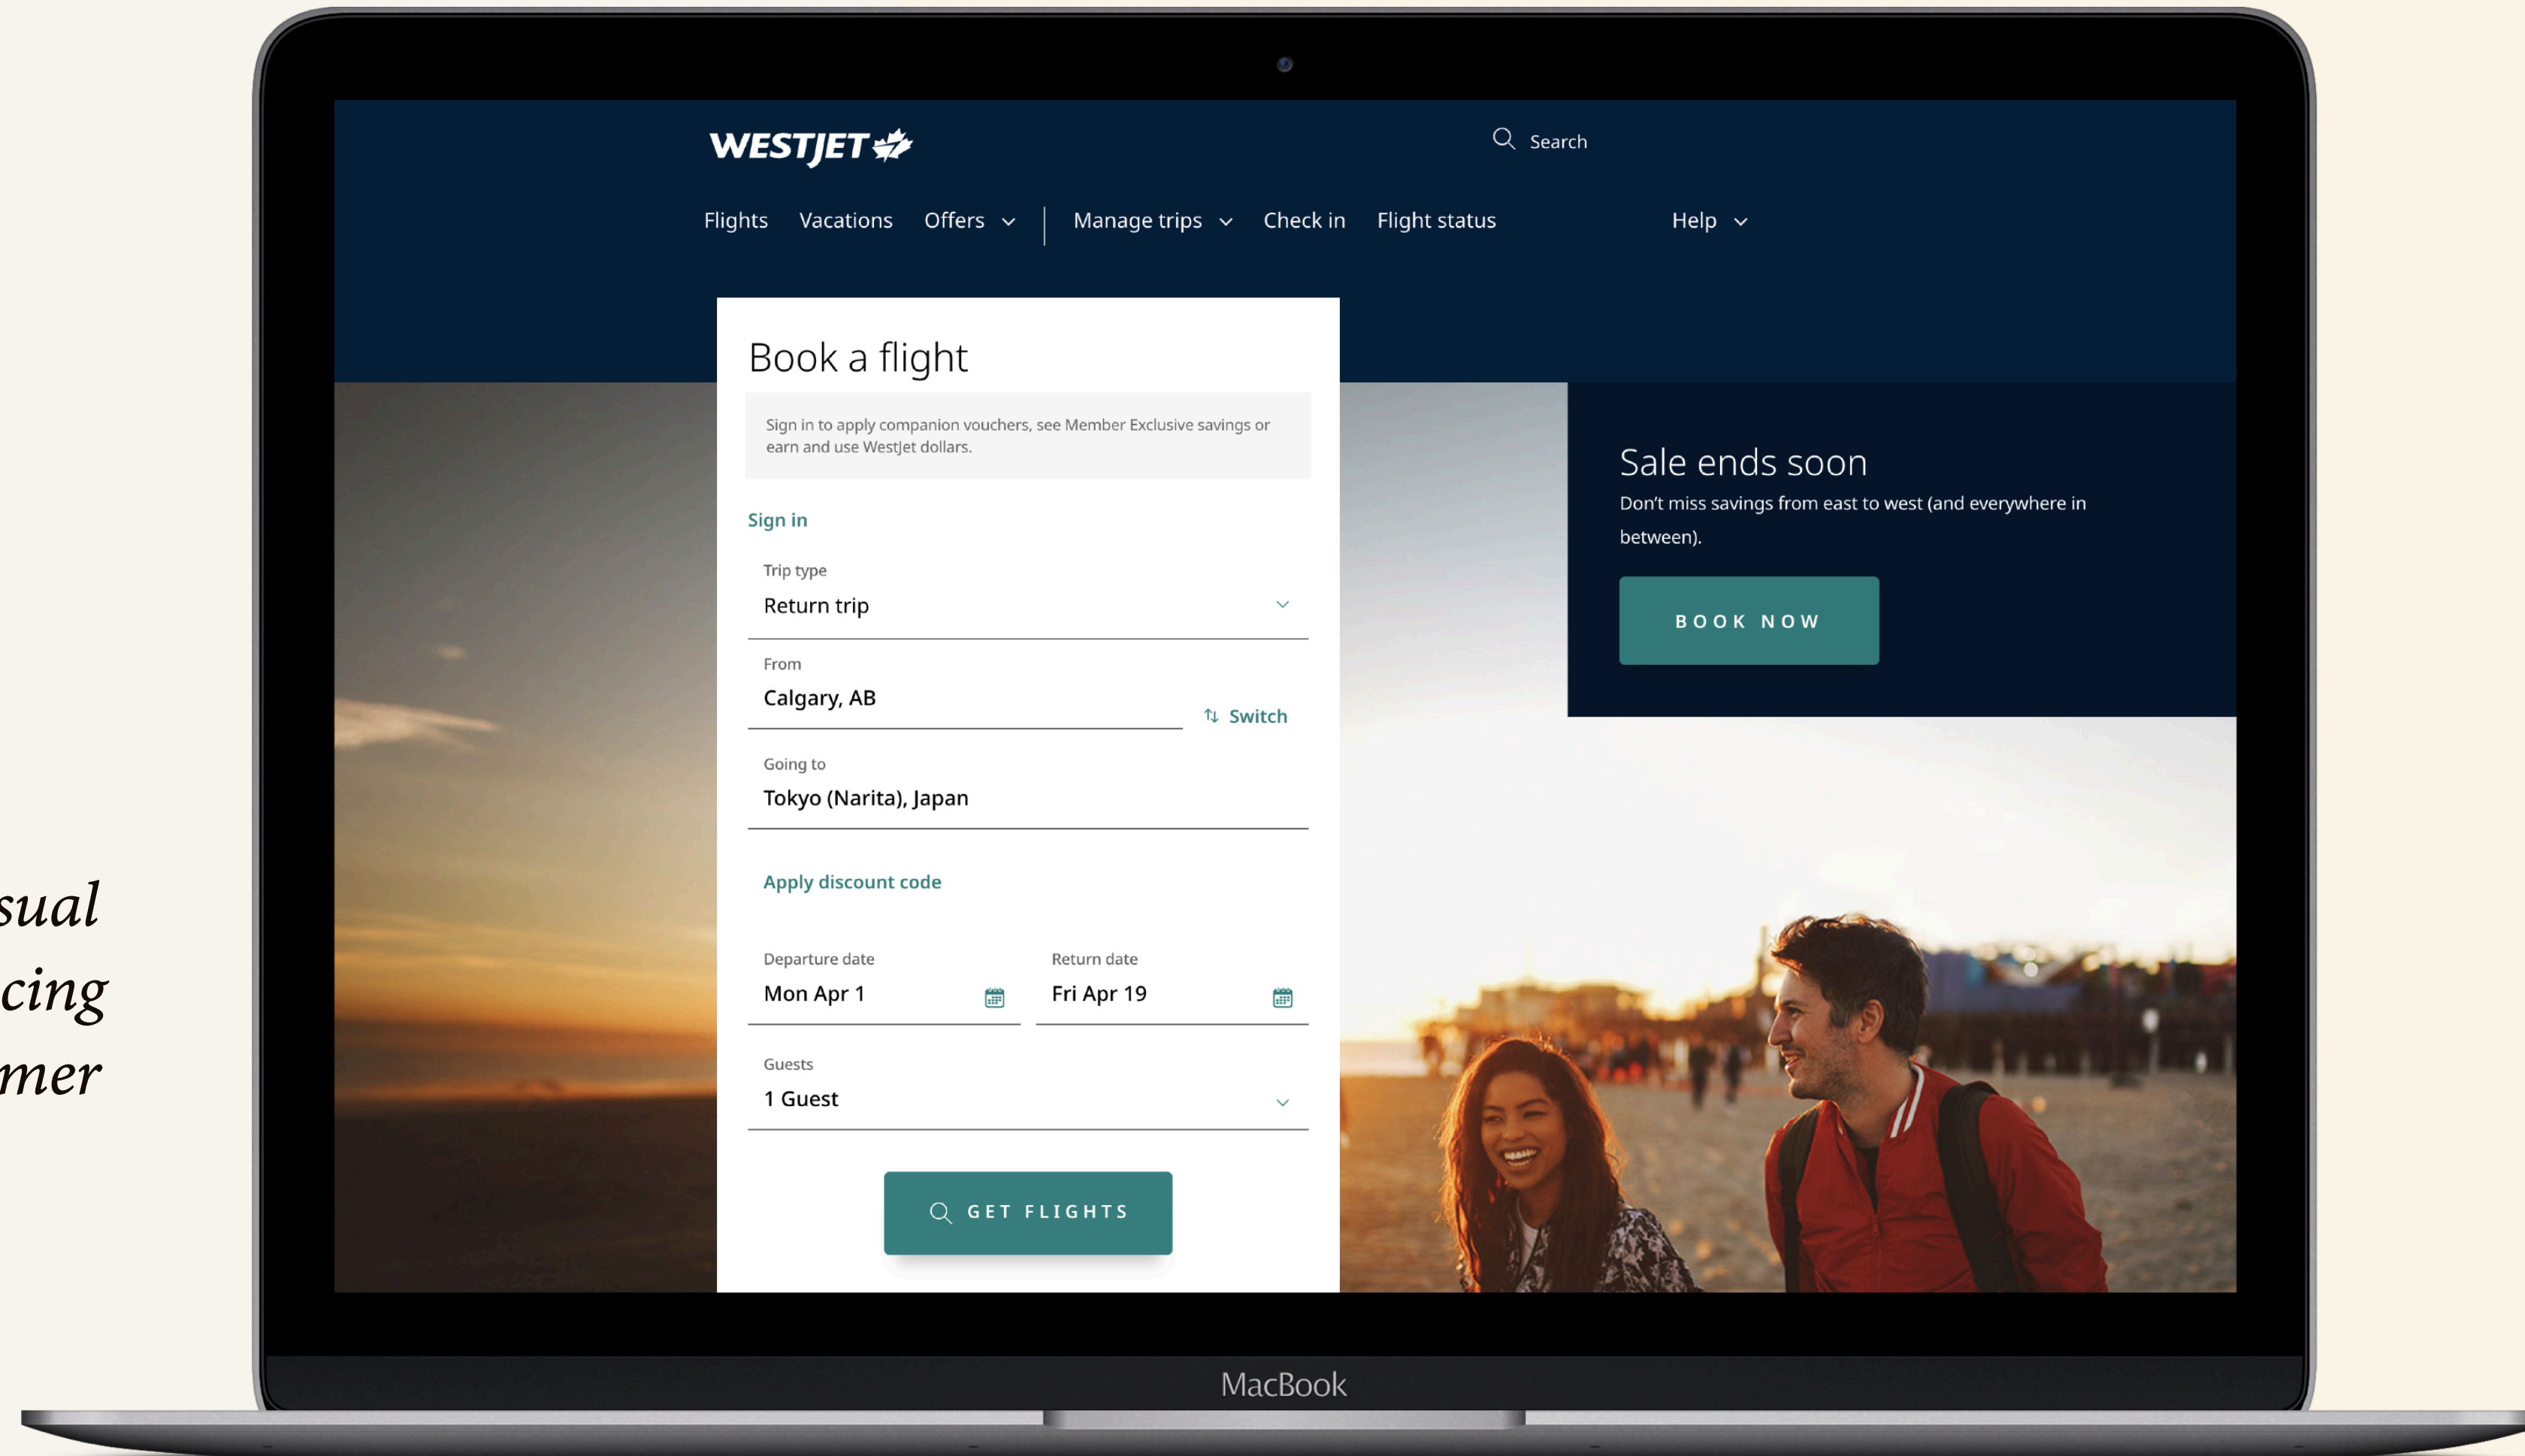 WESTJET
Search
Flights Vacations Offers Manage trips Check in Flight status Help
Book a flight
Sign in to apply companion vouchers, see Member Exclusive savings or
earn and use WestJet dollars.
Sign in
Trip type
Return trip
From
Calgary, AB
Switch
Going to
Tokyo (Narita), Japan
Apply discount code
Departure date
Mon Apr 1
Return date
Fri Apr 19
Guests
1 Guest
GET FLIGHTS
Sale ends soon
Don't miss savings from east to west (and everywhere in
between).
BOOK NOW
MacBook